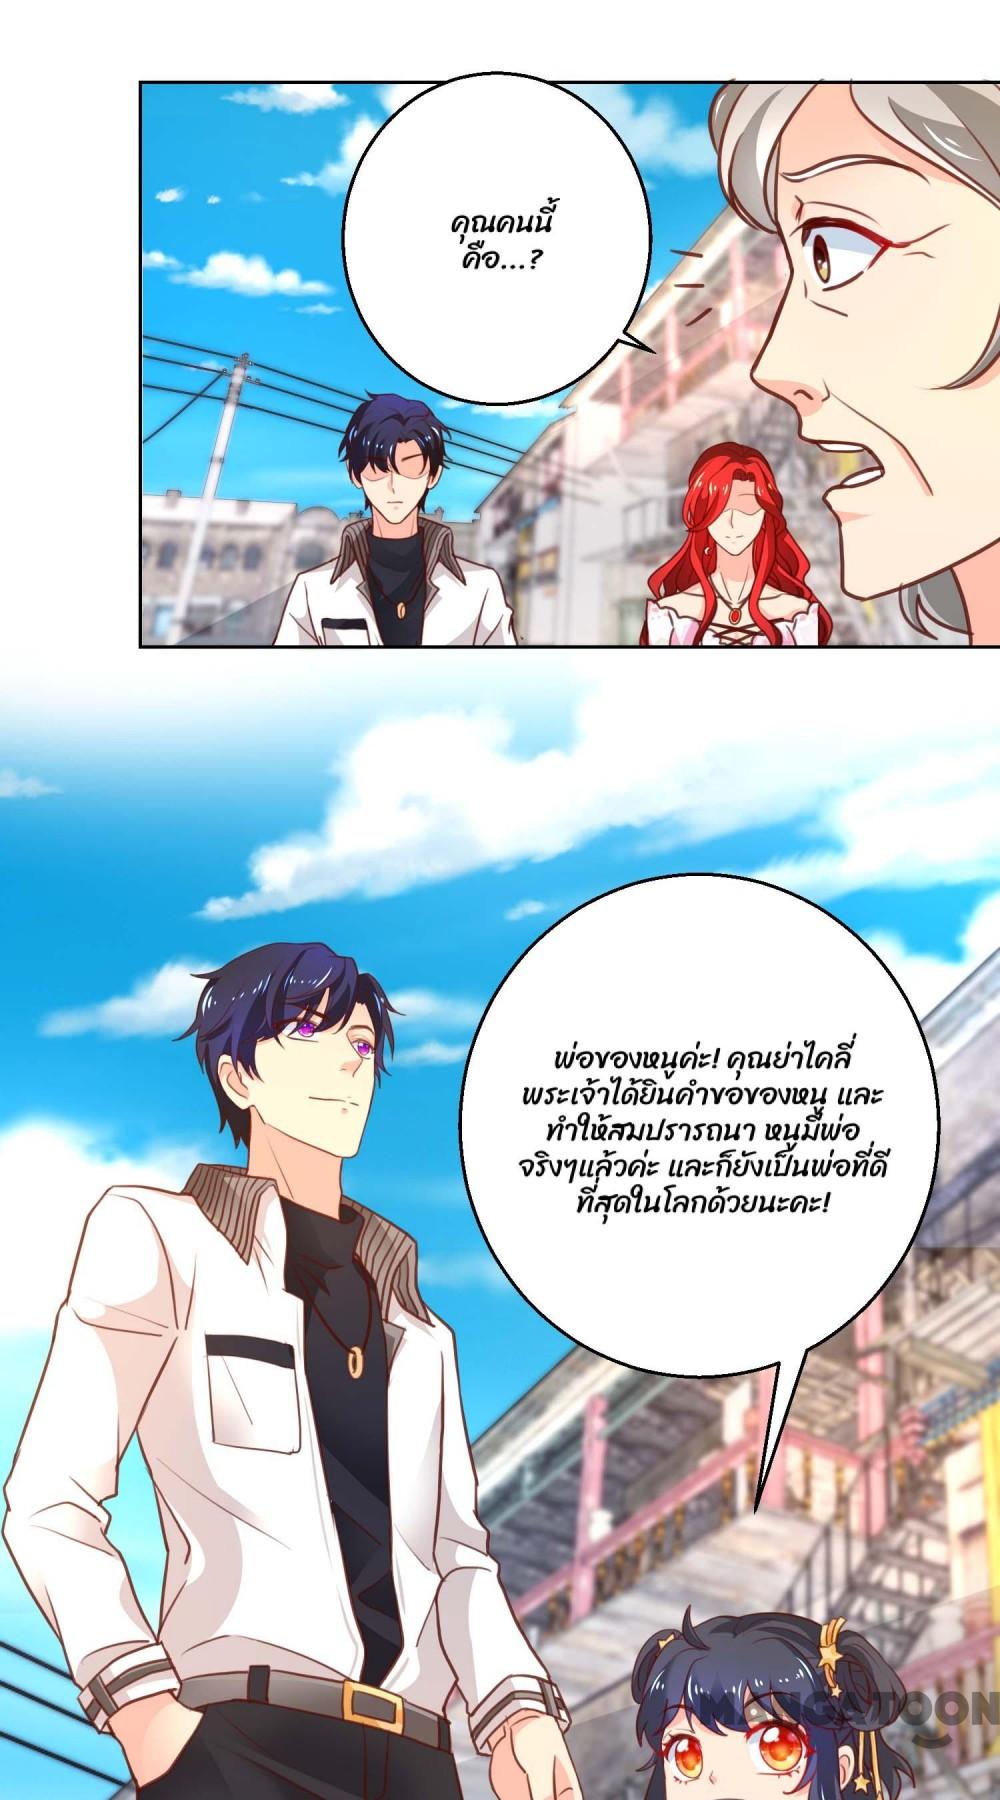 คุณคนนี้
คือ...?
พ่อของหนูค่ะ! คุณย่าไคลี่
พระเจ้าได้ยินคำขอของหนู และ
ทำให้สมปรารถนา หนูมีพ่อ
จริงๆแล้วค่ะ และก็ยังเป็นพ่อที่ดี
ที่สุดในโลกด้วยนะคะ!
MANGATOON